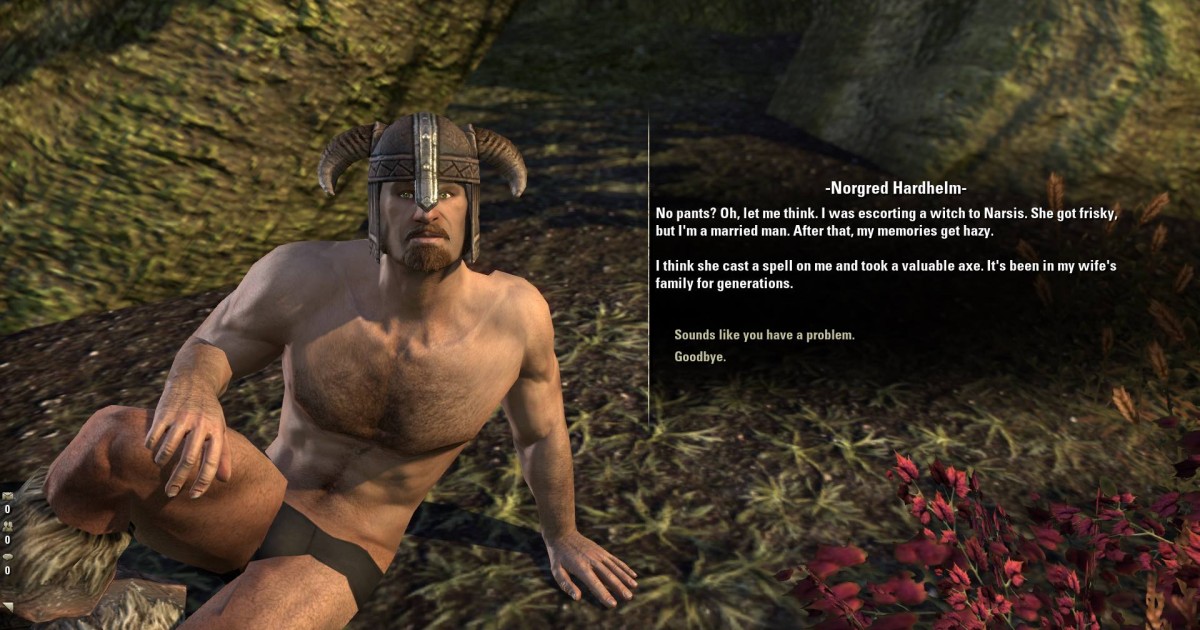 -Norgred Hardhelm-
No pants? Oh, let me think. I was escorting a witch to Narsis. She got frisky,
but I'm a married man. After that, my memories get hazy.
I think she cast a spell on me and took a valuable axe. It's been in my wife's
family for generations.
Sounds like you have a problem.
Goodbye.
0
0
0